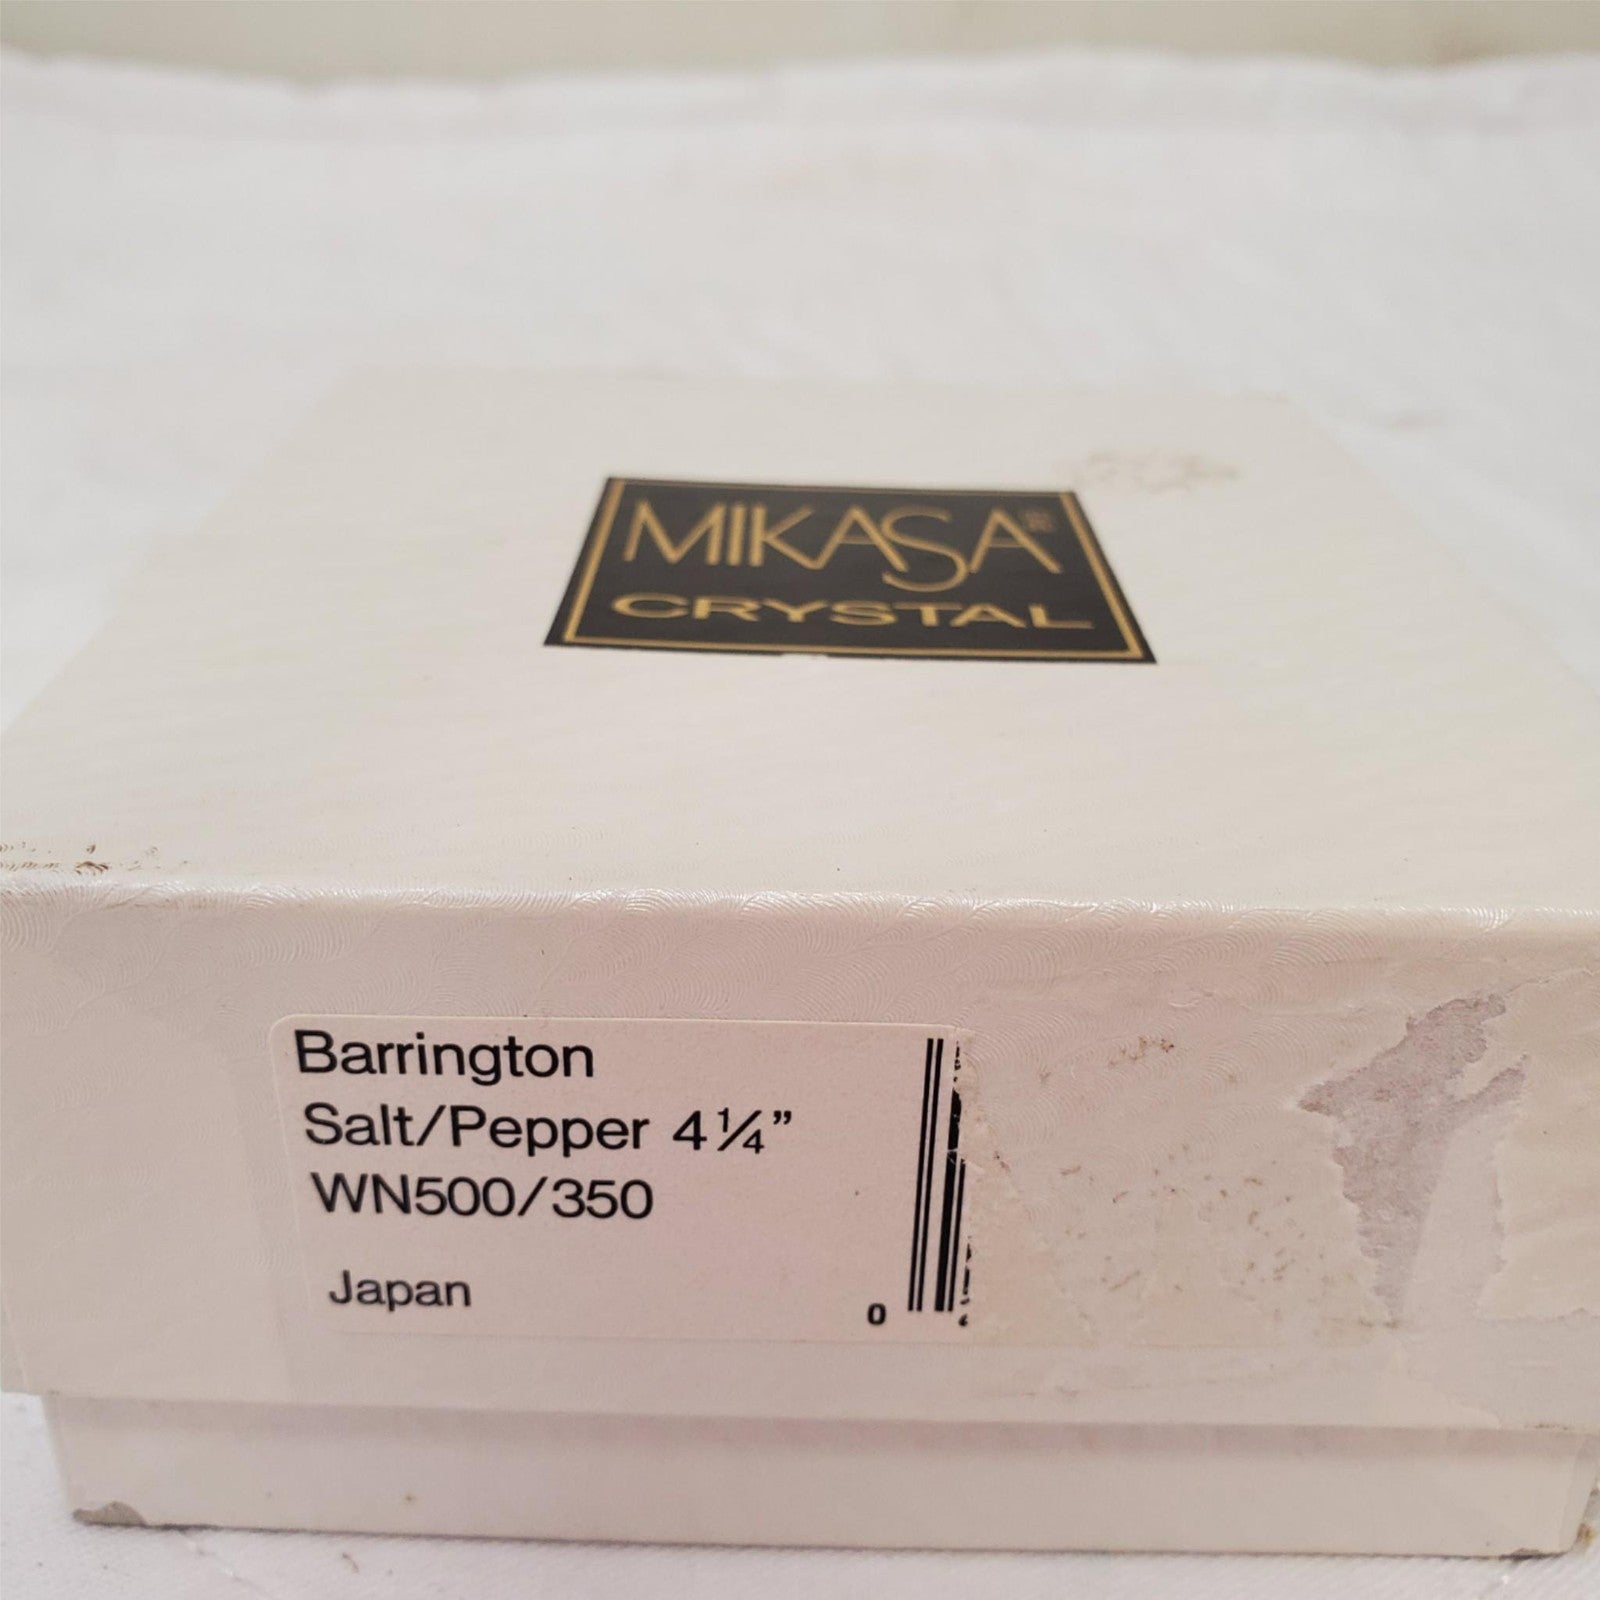 MIKASA®
CRYSTAL
Barrington
Salt/Pepper 4¼”
WN500/350
Japan
0